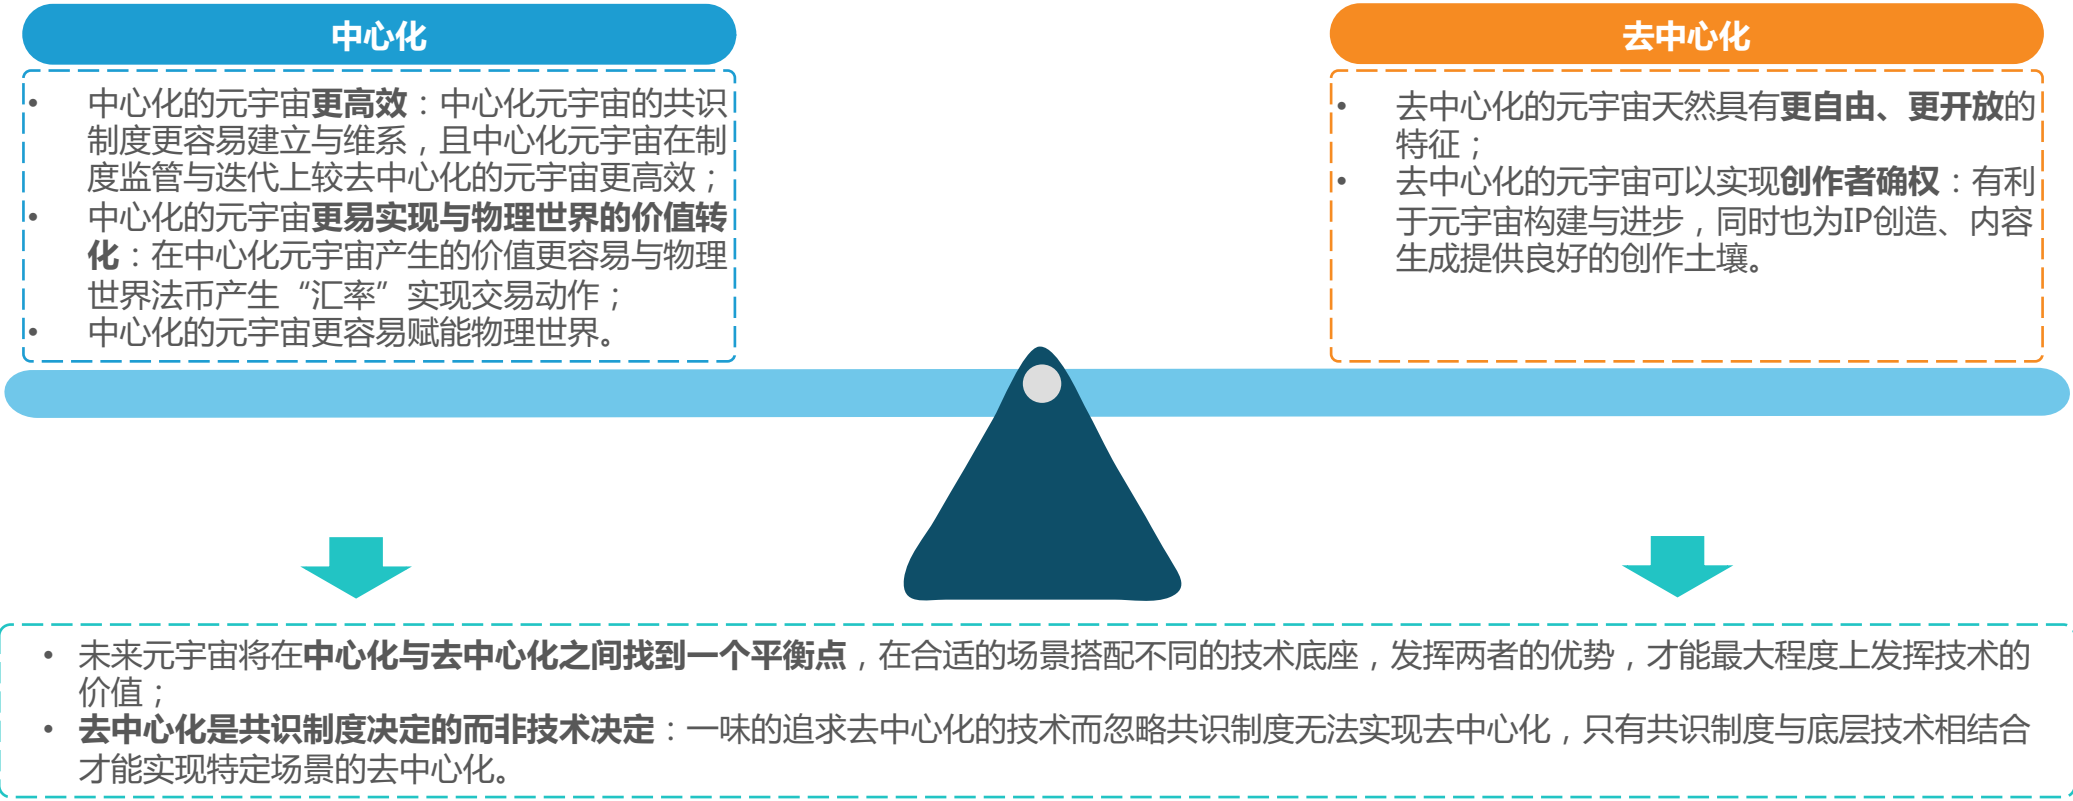 中心化
• 中心化的元宇宙更高效：中心化元宇宙的共识
制度更容易建立与维系，且中心化元宇宙在制
度监管与迭代上较去中心化的元宇宙更高效；
• 中心化的元宇宙更易实现与物理世界的价值转
化：在中心化元宇宙产生的价值更容易与物理
世界法币产生“汇率”实现交易动作；
• 中心化的元宇宙更容易赋能物理世界。
去中心化
• 去中心化的元宇宙天然具有更自由、更开放的
特征；
• 去中心化的元宇宙可以实现创作者确权：有利
于元宇宙构建与进步，同时也为IP创造、内容
生成提供良好的创作土壤。
• 未来元宇宙将在中心化与去中心化之间找到一个平衡点，在合适的场景搭配不同的技术底座，发挥两者的优势，才能最大程度上发挥技术的
价值；
• 去中心化是共识制度决定的而非技术决定：一味的追求去中心化的技术而忽略共识制度无法实现去中心化，只有共识制度与底层技术相结合
才能实现特定场景的去中心化。